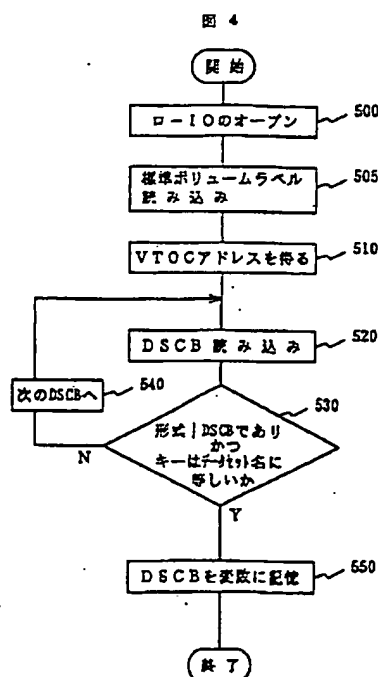 図 4
開始
ローIOのオープン
500
標準ボリュームラベル
読み込み
505
VTOCアドレスを得る
510
DSCB 読み込み
520
次のDSCBへ
540
530
形式1DSCBであり
かつ
キーはデータセット名に
等しいか
N
Y
DSCBを変数に記憶
550
終了